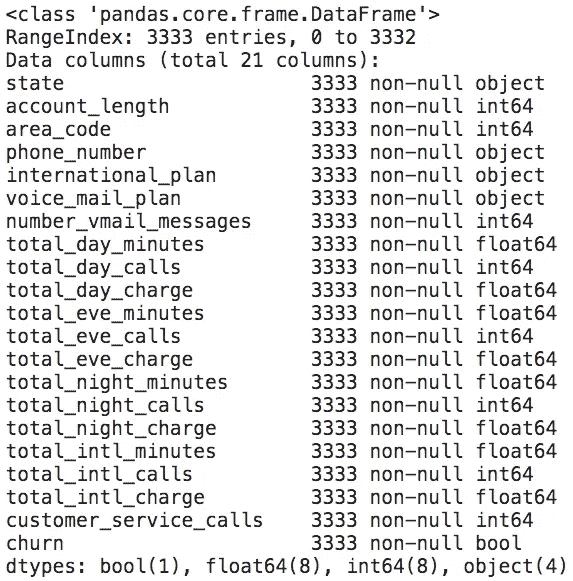 <class 'pandas.core.frame.DataFrame'>
RangeIndex: 3333 entries, 0 to 3332
Data columns (total 21 columns):
state 3333 non-null object
account_length 3333 non-null int64
area_code 3333 non-null int64
phone_number 3333 non-null object
international_plan 3333 non-null object
voice_mail_plan 3333 non-null object
number_vmail_messages 3333 non-null int64
total_day_minutes 3333 non-null float64
total_day_calls 3333 non-null int64
total_day_charge 3333 non-null float64
total_eve_minutes 3333 non-null float64
total_eve_calls 3333 non-null int64
total_eve_charge 3333 non-null float64
total_night_minutes 3333 non-null float64
total_night_calls 3333 non-null int64
total_night_charge 3333 non-null float64
total_intl_minutes 3333 non-null float64
total_intl_calls 3333 non-null int64
total_intl_charge 3333 non-null float64
customer_service_calls 3333 non-null int64
churn 3333 non-null bool
dtypes: bool(1), float64(8), int64(8), object(4)